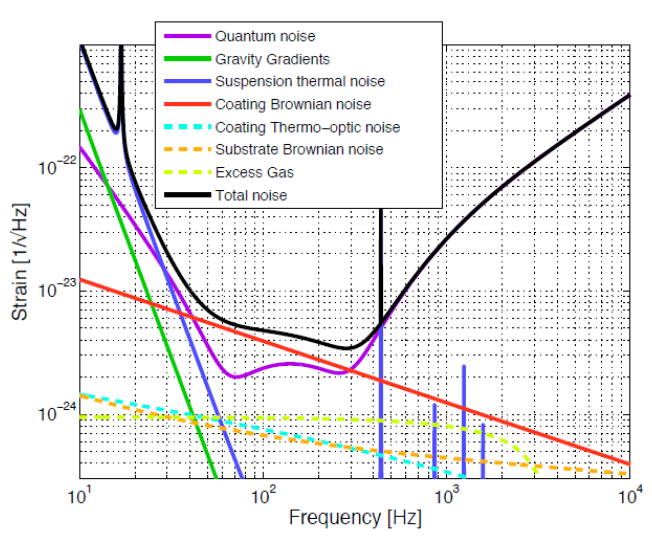 Quantum noise
Gravity Gradients
Suspension thermal noise
Coating Brownian noise
Coating Thermo-optic noise
Substrate Brownian noise
Excess Gas
Total noise
Strain [1/√Hz]
10⁻²²
10⁻²³
10⁻²⁴
10¹ 10² 10³ 10⁴
Frequency [Hz]